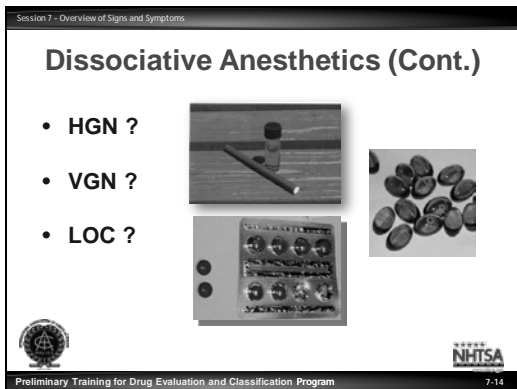 Session 7 - Overview of Signs and Symptoms
Dissociative Anesthetics (Cont.)
• HGN ?
• VGN ?
• LOC ?
NHTSA
Preliminary Training for Drug Evaluation and Classification Program
7-14